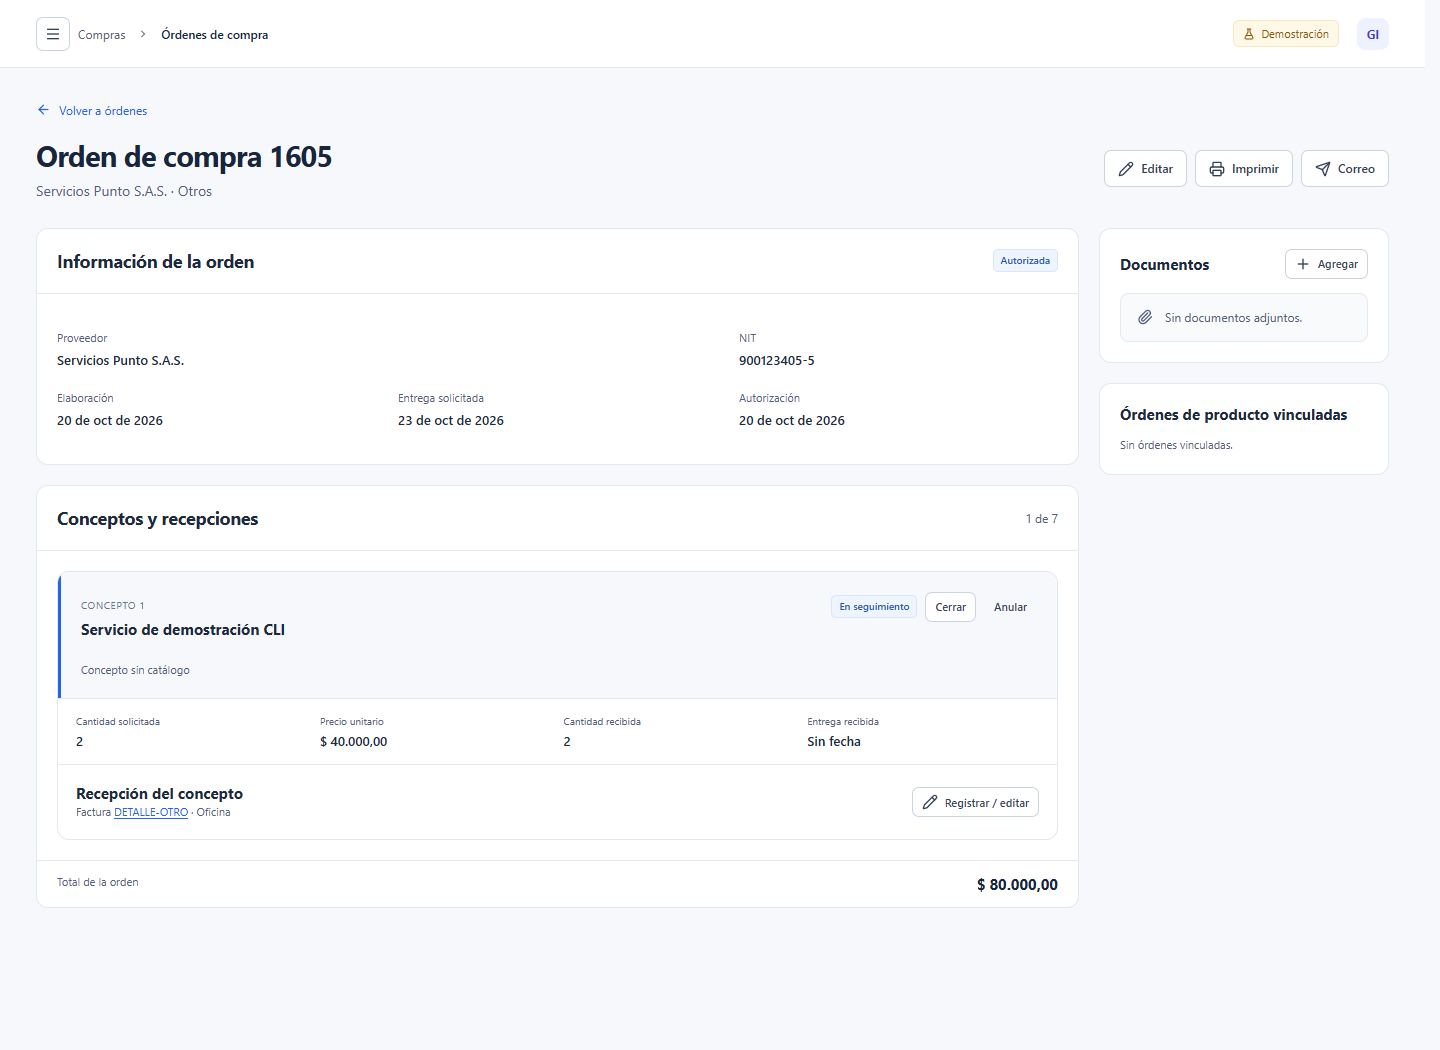 Compras
Órdenes de compra
Demostración
GI
Volver a órdenes
Orden de compra 1605
Servicios Punto S.A.S. · Otros
Editar
Imprimir
Correo
Información de la orden
Autorizada
Proveedor
Servicios Punto S.A.S.
NIT
900123405-5
Elaboración
20 de oct de 2026
Entrega solicitada
23 de oct de 2026
Autorización
20 de oct de 2026
Documentos
Agregar
Sin documentos adjuntos.
Órdenes de producto vinculadas
Sin órdenes vinculadas.
Conceptos y recepciones
1 de 7
CONCEPTO 1
Servicio de demostración CLI
Concepto sin catálogo
En seguimiento
Cerrar
Anular
Cantidad solicitada
2
Precio unitario
$ 40.000,00
Cantidad recibida
2
Entrega recibida
Sin fecha
Recepción del concepto
Factura DETALLE-OTRO · Oficina
Registrar / editar
Total de la orden
$ 80.000,00